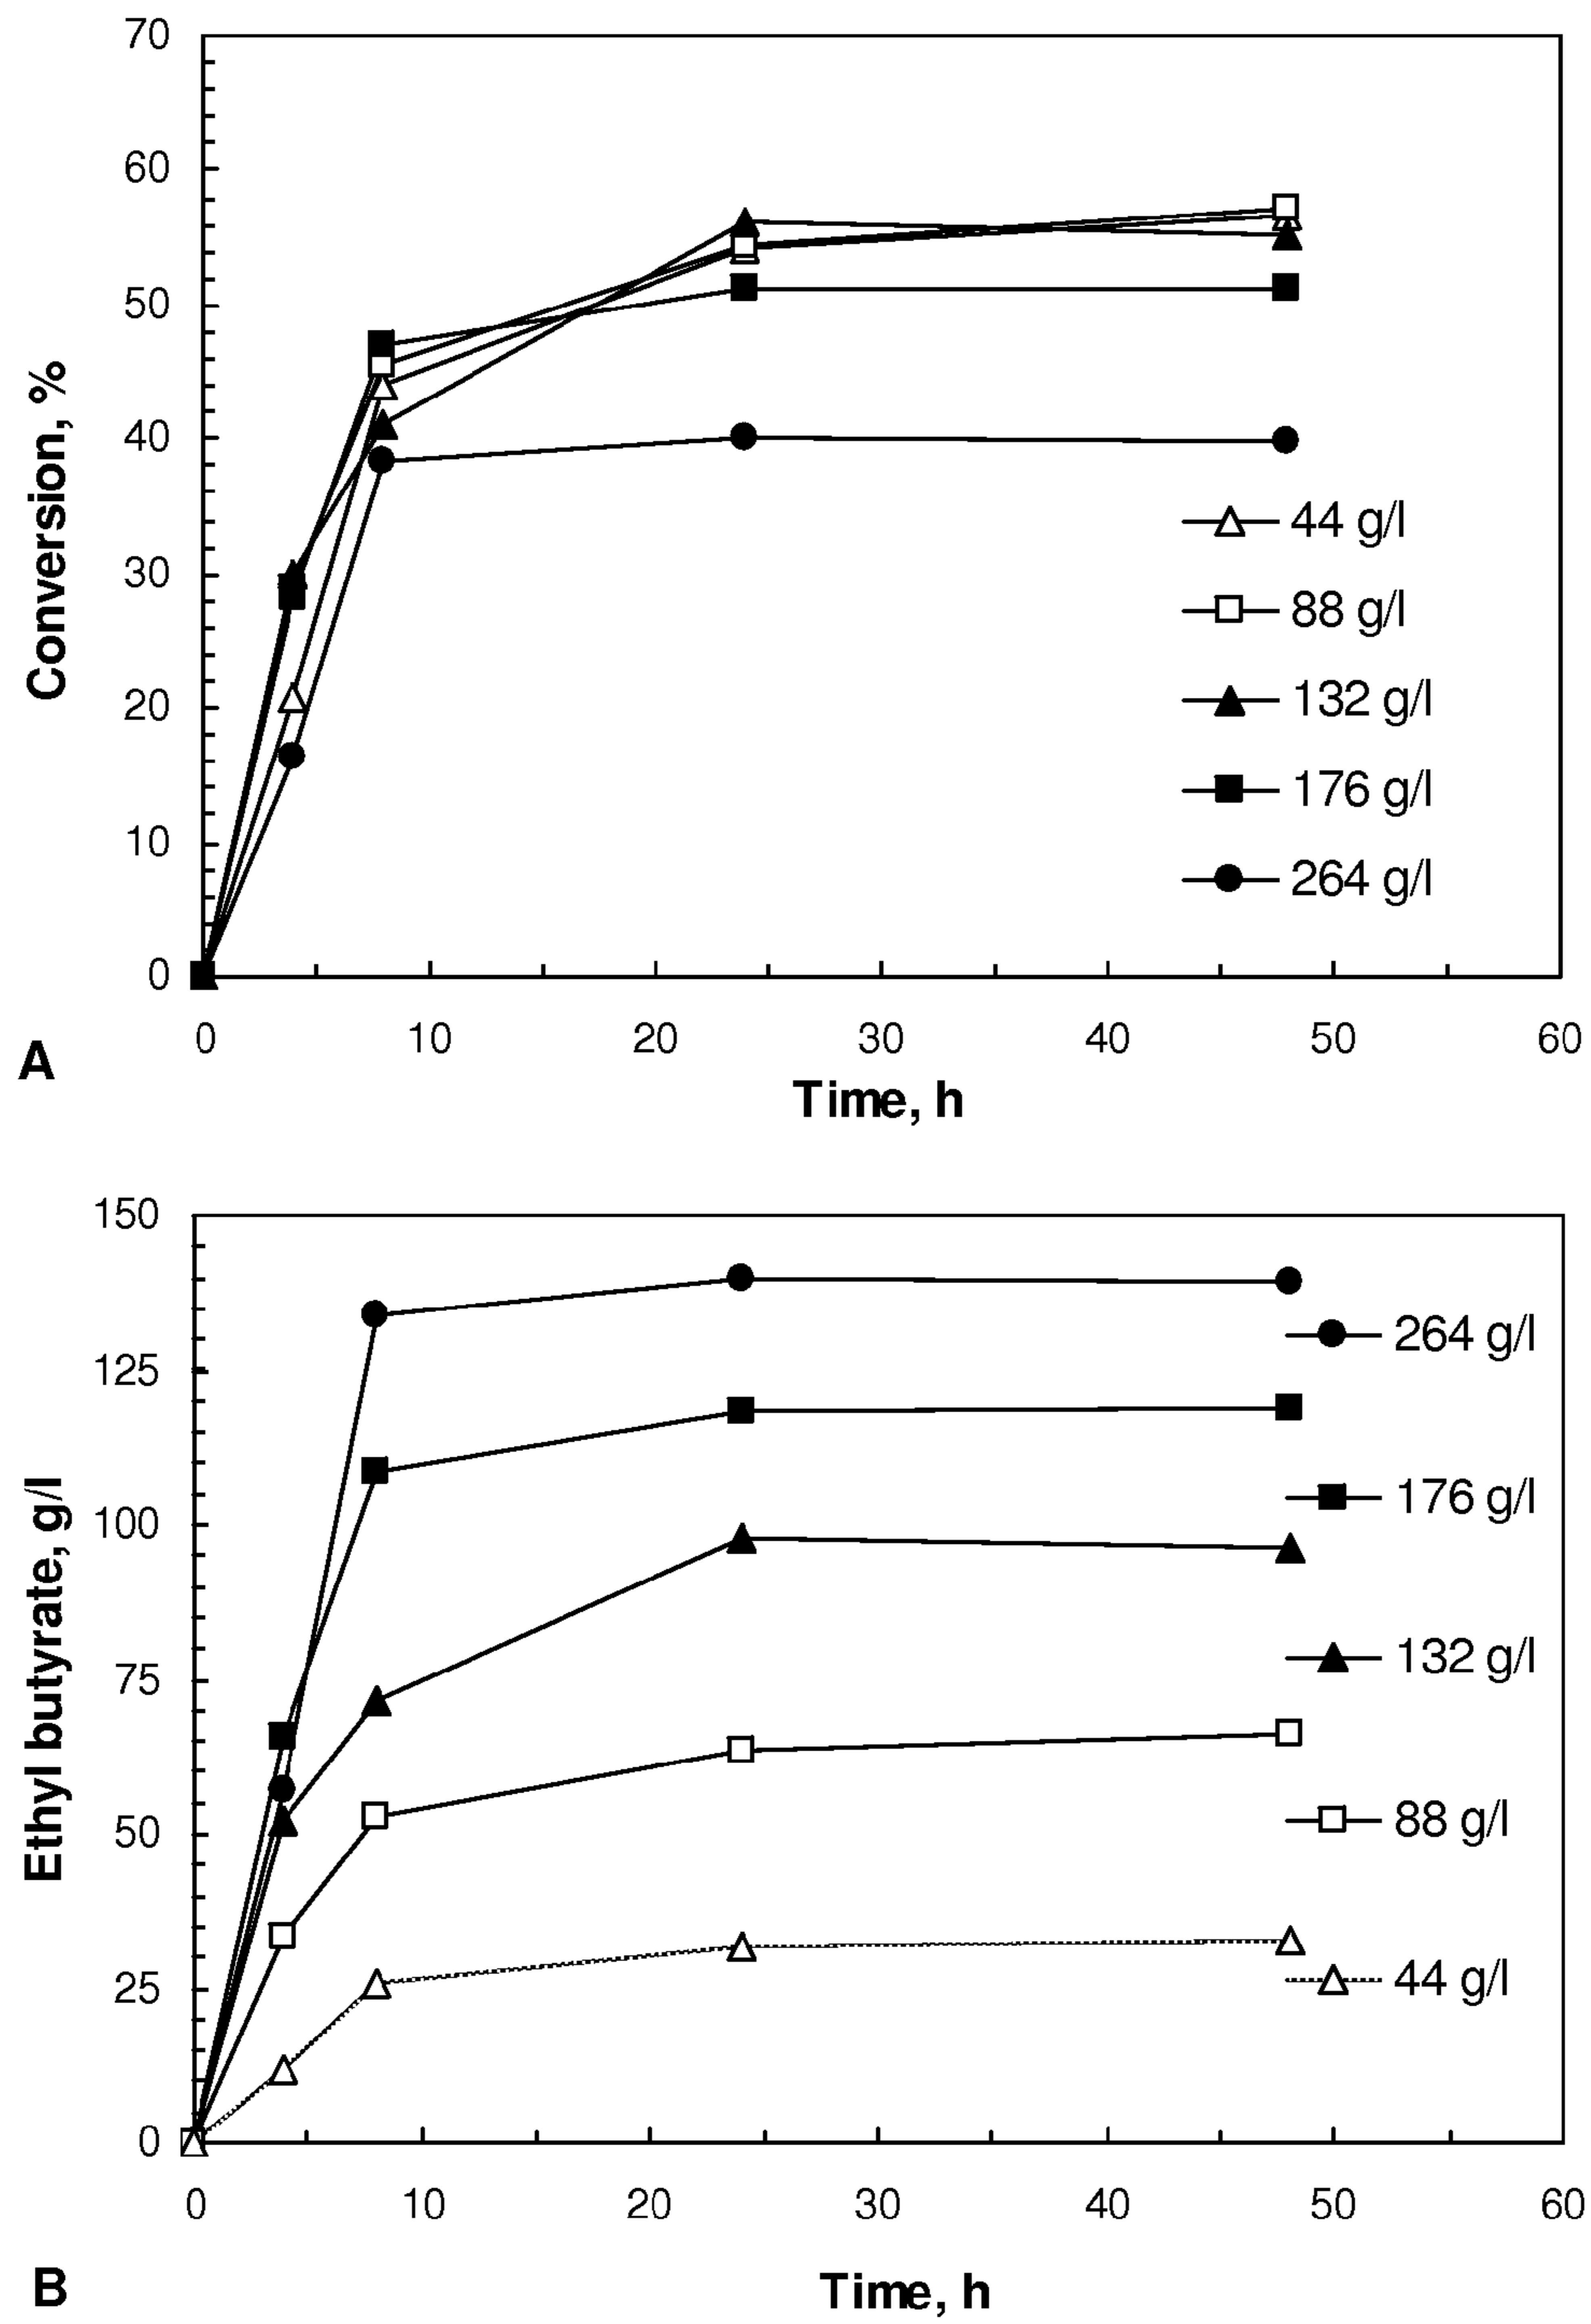 70
60
50
40
30
20
10
0
Conversion, %
44 g/l
88 g/l
132 g/l
176 g/l
264 g/l
0 10 20 30 40 50 60
A
Time, h
150
125
100
75
50
25
0
Ethyl butyrate, g/l
264 g/l
176 g/l
132 g/l
88 g/l
44 g/l
0 10 20 30 40 50 60
B
Time, h